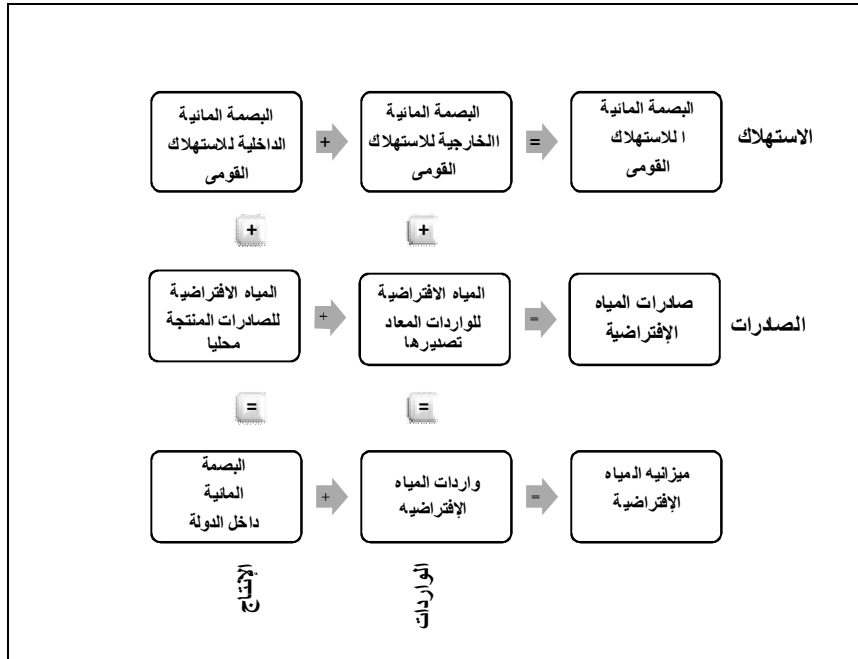 البصمة المائية
الداخلية للاستهلاك
القومى
+
البصمة المائية
االخارجية للاستهلاك
القومى
=
البصمة المائية
ا للاستهلاك
القومى
الاستهلاك
+
+
المياه الافتراضية
للصادرات المنتجة
محليا
+
المياه الافتراضية
للواردات المعاد
تصديرها
=
صادرات المياه
الإفتراضية
الصادرات
=
=
البصمة
المائية
داخل الدولة
+
واردات المياه
الإفتراضيه
=
ميزانيه المياه
الإفتراضية
الإنتاج
الواردات